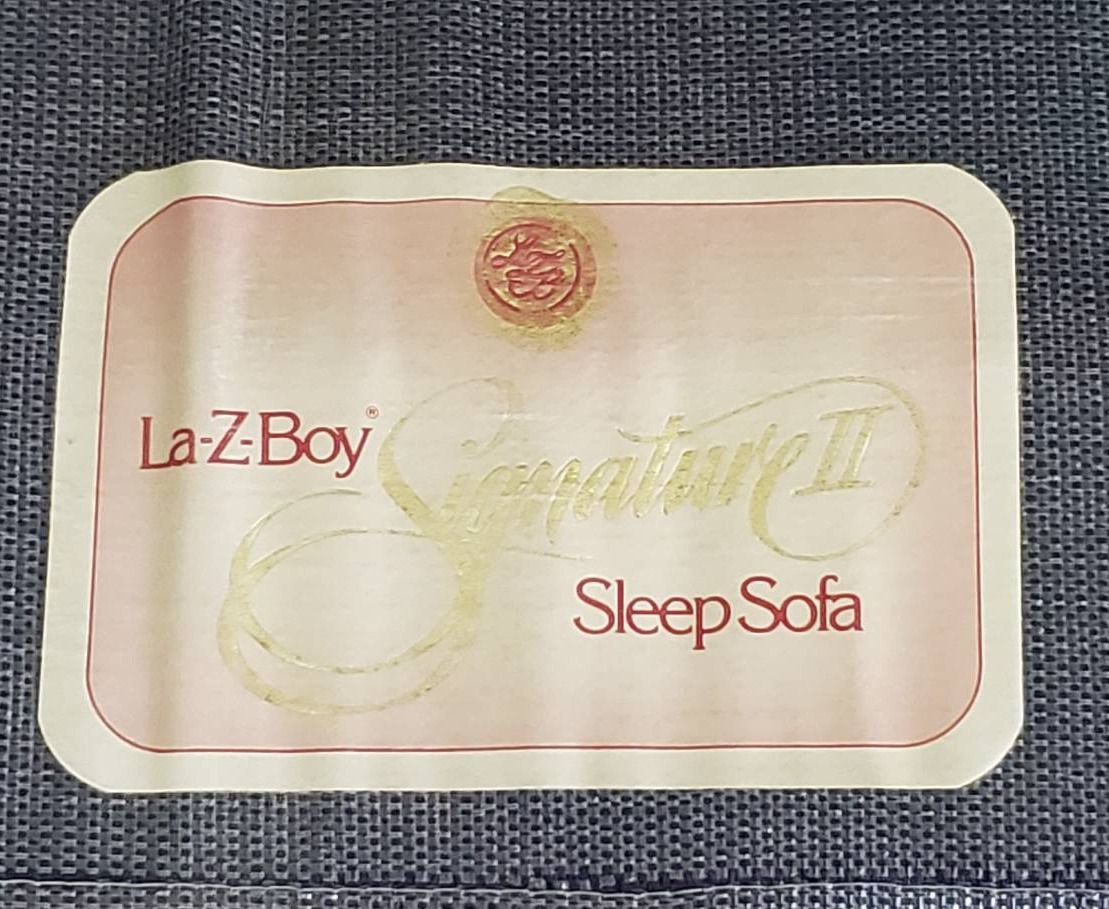 La-Z-Boy®
Signature II
Sleep Sofa